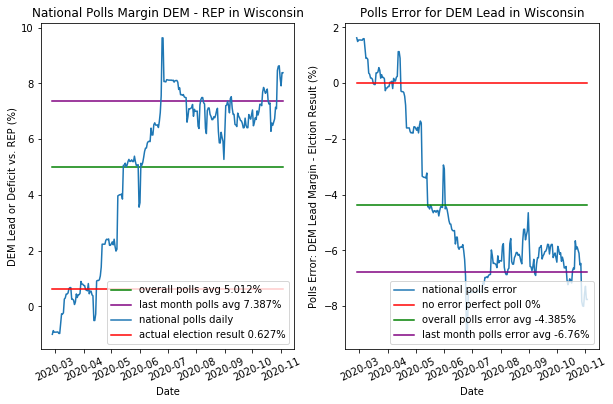 National Polls Margin DEM - REP in Wisconsin
DEM Lead or Deficit vs. REP (%)
10
8
6
4
2
0
overall polls avg 5.012%
last month polls avg 7.387%
national polls daily
actual election result 0.627%
2020-03
2020-04
2020-05
2020-06
2020-07
2020-08
2020-09
2020-10
2020-11
Date
Polls Error for DEM Lead in Wisconsin
Polls Error: DEM Lead Margin - Elction Result (%)
2
0
−2
−4
−6
−8
national polls error
no error perfect poll 0%
overall polls error avg -4.385%
last month polls error avg -6.76%
2020-03
2020-04
2020-05
2020-06
2020-07
2020-08
2020-09
2020-10
2020-11
Date